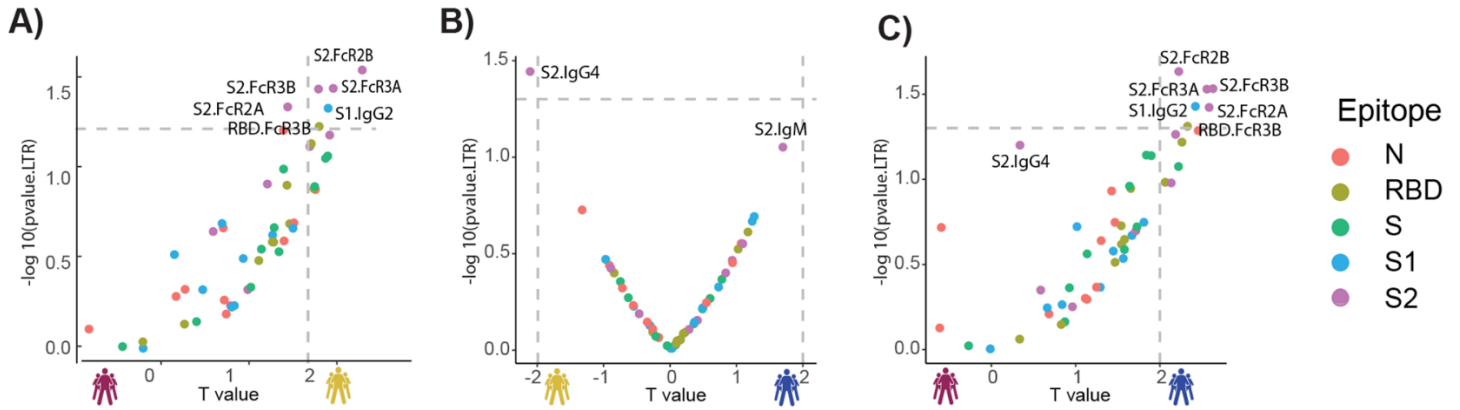 A)
B)
C)
S2.FcR2B
S2.FcR3B
S2.FcR3A
S2.FcR2A
S1.IgG2
RBD.FcR3B
1.5
1.0
0.5
0.0
-log 10(pvalue.LTR)
0
1
2
T value
S2.IgG4
S2.IgM
1.5
1.0
0.5
0.0
-log 10(pvalue.LTR)
-2
-1
0
1
2
T value
S2.FcR2B
S2.FcR3A
S2.FcR3B
S1.IgG2
S2.FcR2A
RBD.FcR3B
S2.IgG4
1.5
1.0
0.5
0.0
-log 10(pvalue.LTR)
0
1
2
T value
Epitope
N
RBD
S
S1
S2